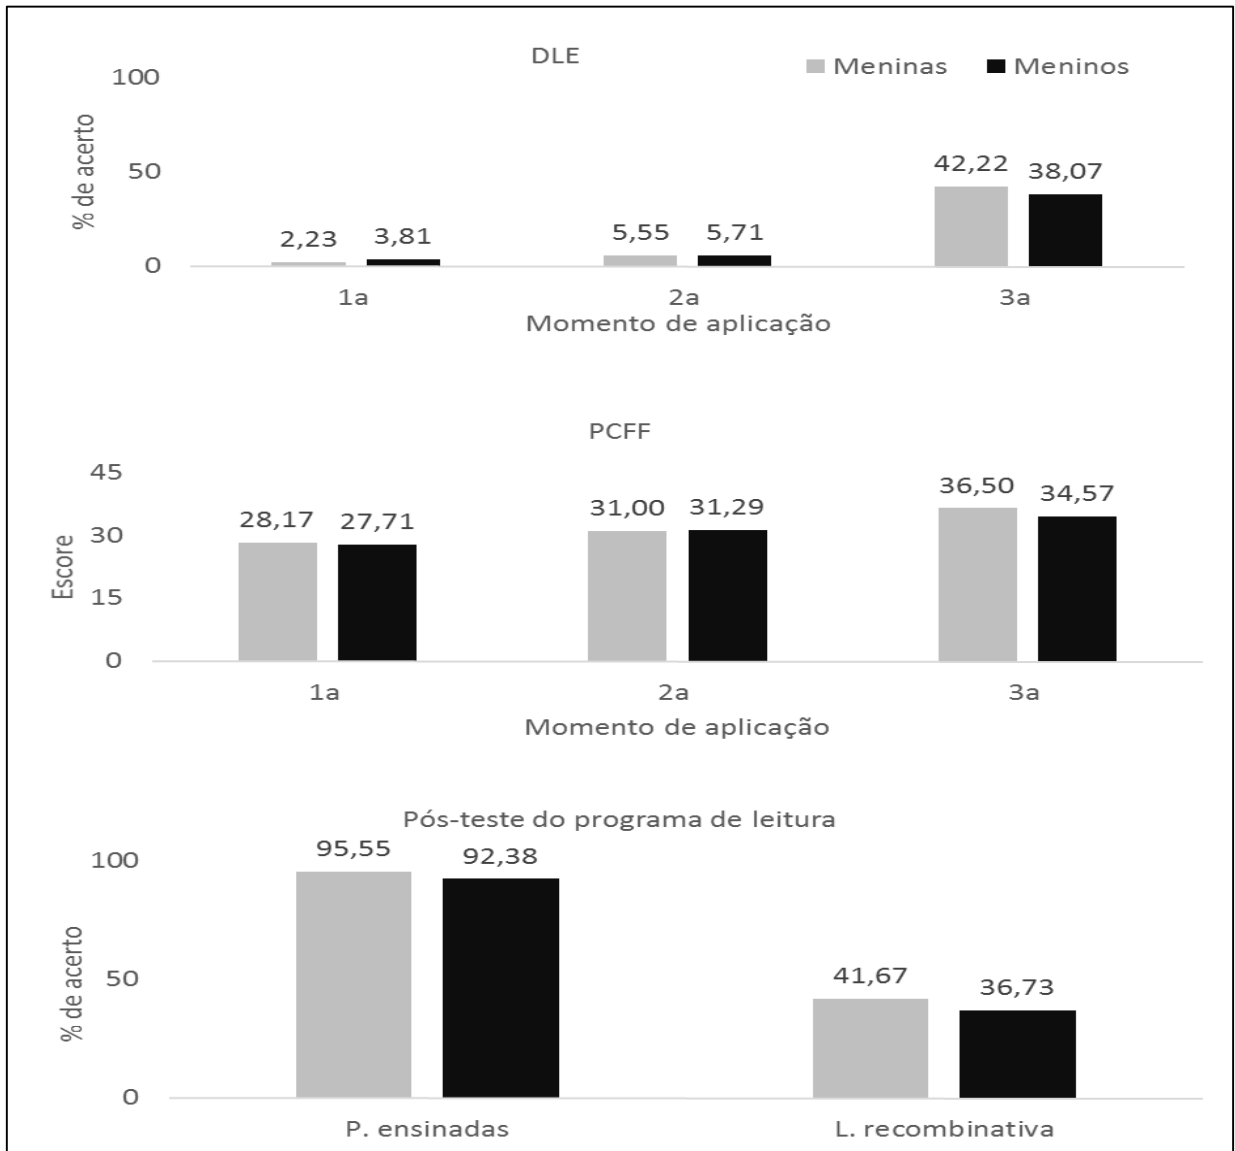 DLE
Meninas Meninos
% de acerto
100
50
0
2,23 3,81 5,55 5,71 42,22 38,07
1a 2a 3a
Momento de aplicação
PCFF
Escore
45
30
15
0
28,17 27,71 31,00 31,29 36,50 34,57
1a 2a 3a
Momento de aplicação
Pós-teste do programa de leitura
% de acerto
100
50
0
95,55 92,38 41,67 36,73
P. ensinadas L. recombinativa